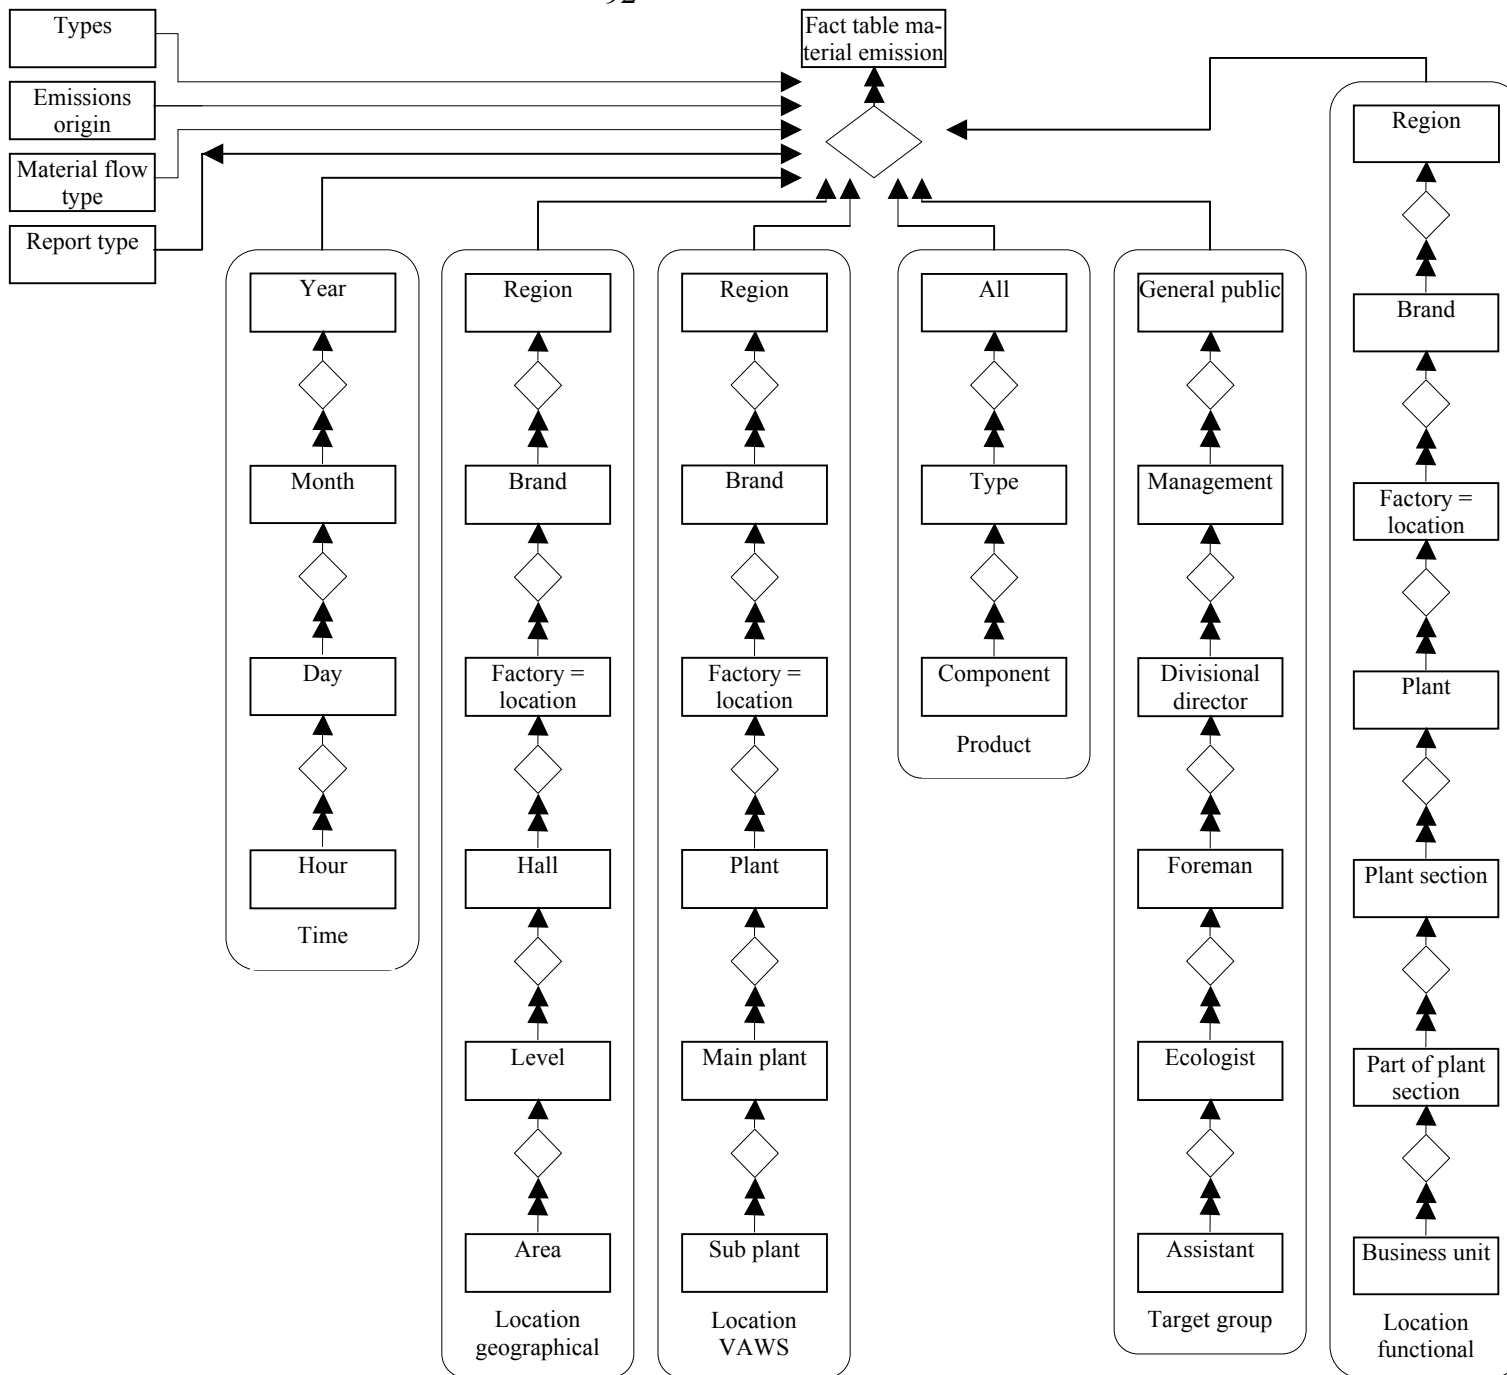 92
Types
Emissions
origin
Material flow
type
Report type
Fact table ma-
terial emission
Year
Month
Day
Hour
Time
Region
Brand
Factory =
location
Hall
Level
Area
Location
geographical
Region
Brand
Factory =
location
Plant
Main plant
Sub plant
Location
VAWS
All
Type
Component
Product
General public
Management
Divisional
director
Foreman
Ecologist
Assistant
Target group
Region
Brand
Factory =
location
Plant
Plant section
Part of plant
section
Business unit
Location
functional